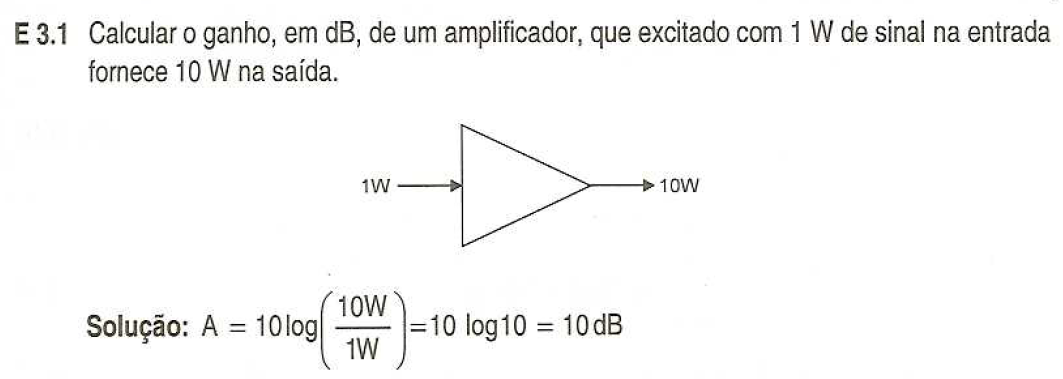 E 3.1 Calcular o ganho, em dB, de um amplificador, que excitado com 1 W de sinal na entrada
fornece 10 W na saída.
1W 10W
Solução: A = 10log(10W/1W)=10 log10 = 10dB